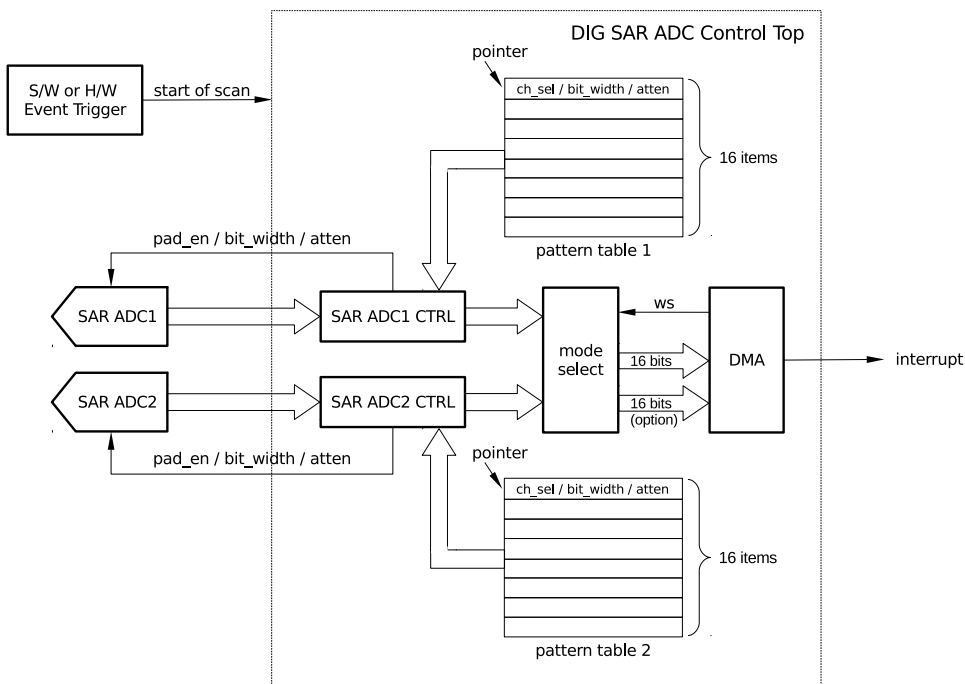 DIG SAR ADC Control Top
pointer
S/W or H/W
Event Trigger
start of scan
ch_sel / bit_width / atten
16 items
pattern table 1
pad_en / bit_width / atten
SAR ADC1
SAR ADC1 CTRL
mode
select
ws
16 bits
DMA
interrupt
SAR ADC2
SAR ADC2 CTRL
16 bits
(option)
pad_en / bit_width / atten
pointer
ch_sel / bit_width / atten
16 items
pattern table 2